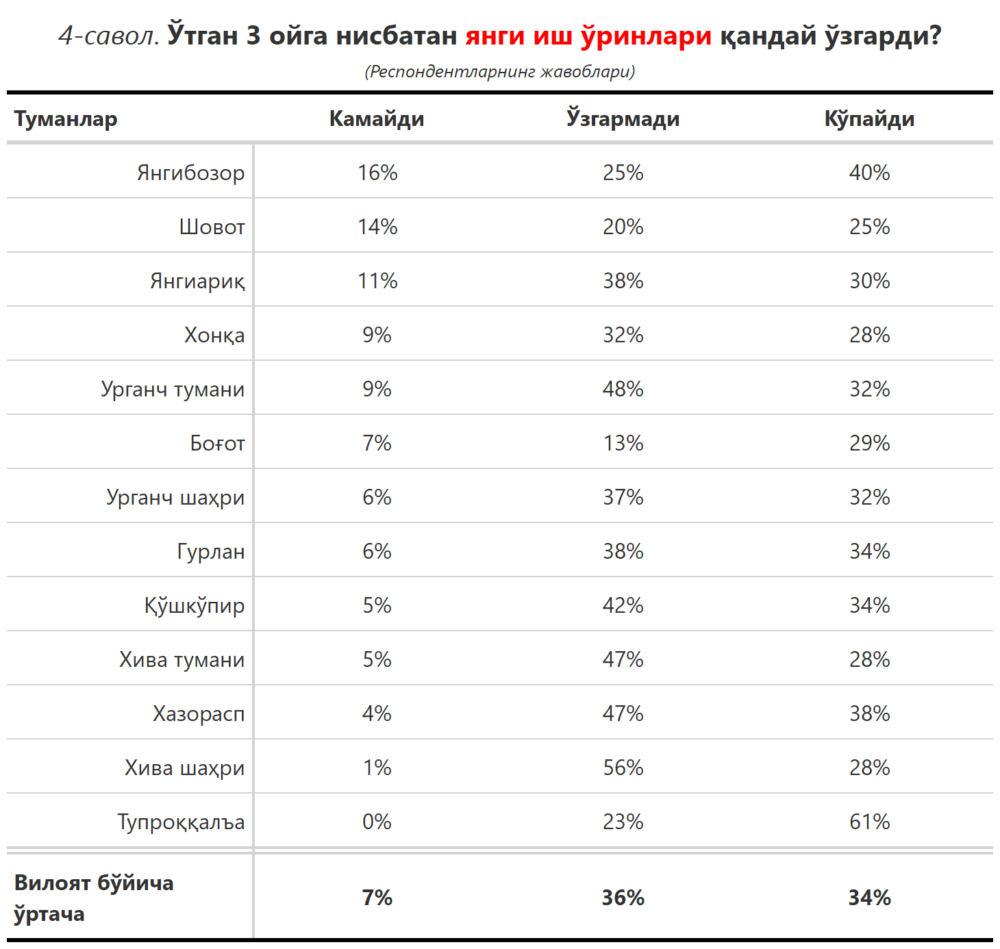 4-савол. Ўтган 3 ойга нисбатан янги иш ўринлари қандай ўзгарди?
(Респондентларнинг жавоблари)
Туманлар Камайди Ўзгармади Кўпайди
Янгибозор 16% 25% 40%
Шовот 14% 20% 25%
Янгиариқ 11% 38% 30%
Хонқа 9% 32% 28%
Урганч тумани 9% 48% 32%
Боғот 7% 13% 29%
Урганч шаҳри 6% 37% 32%
Гурлан 6% 38% 34%
Қўшкўпир 5% 42% 34%
Хива тумани 5% 47% 28%
Хазорасп 4% 47% 38%
Хива шаҳри 1% 56% 28%
Тупроққалъа 0% 23% 61%
Вилоят бўйича
ўртача 7% 36% 34%